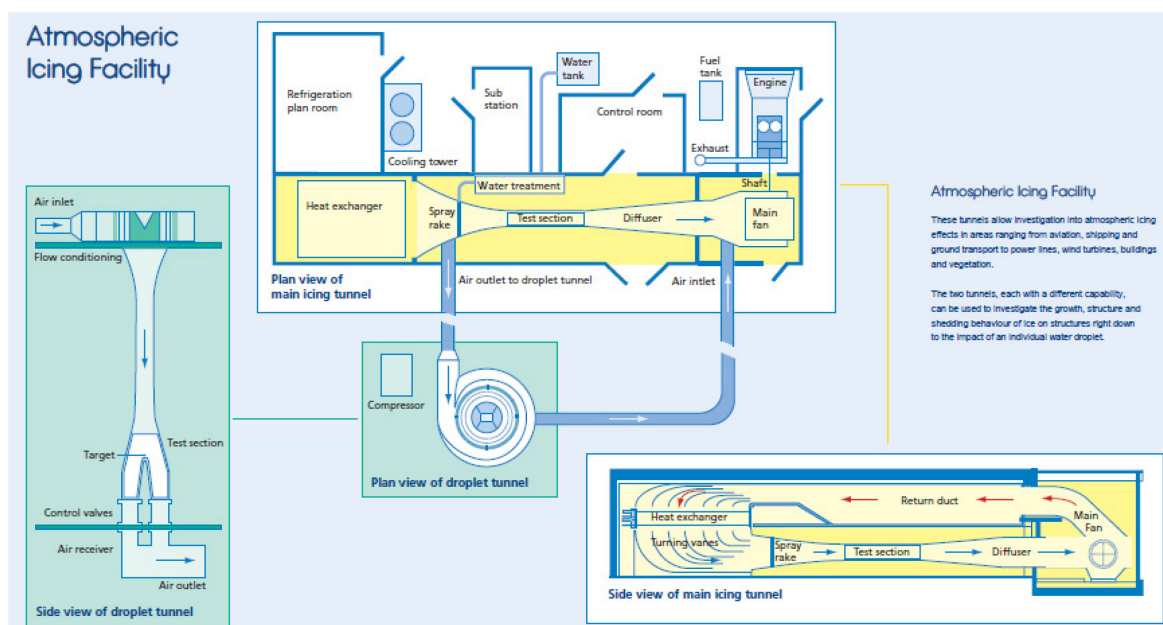 Atmospheric
Icing Facility
Refrigeration
plan room
Cooling tower
Sub
station
Water
tank
Control room
Fuel
tank
Engine
Exhaust
Water treatment
Shaft
Heat exchanger
Spray
rake
Test section
Diffuser
Main
fan
Plan view of
main icing tunnel
Air outlet to droplet tunnel
Air intlet
Air inlet
Flow conditioning
Test section
Target
Control valves
Air receiver
Air outlet
Side view of droplet tunnel
Compressor
Plan view of droplet tunnel
Atmospheric Icing Facility
These tunnels allow investigation into atmospheric icing
effects in areas ranging from aviation, shipping and
ground transport to power lines, wind turbines, buildings
and vegetation.
The two tunnels, each with a different capability,
can be used to investigate the growth, structure and
shedding behaviour of ice on structures right down
to the impact of an individual water droplet.
Return duct
Main
Fan
Heat exchanger
Turning vanes
Spray
rake
Test section
Diffuser
Side view of main icing tunnel